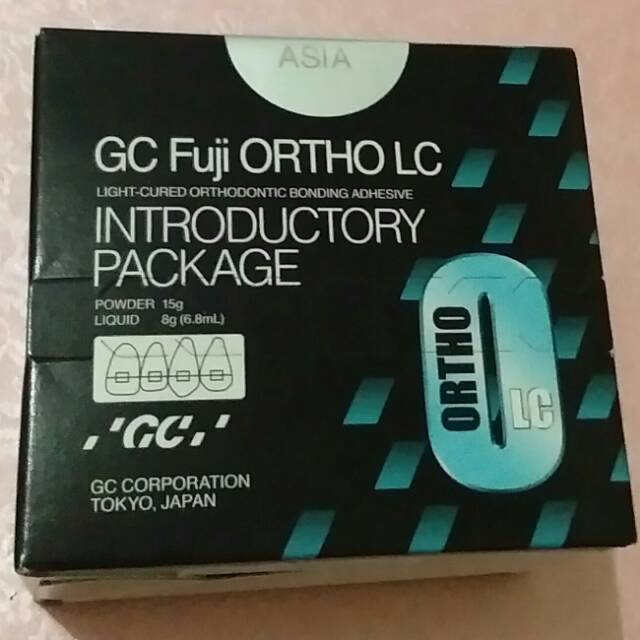 ASIA
GC Fuji ORTHO LC
LIGHT-CURED ORTHODONTIC BONDING ADHESIVE
INTRODUCTORY
PACKAGE
POWDER 15g
LIQUID 8g (6.8mL)
ORTHO
LC
GC
GC CORPORATION
TOKYO, JAPAN